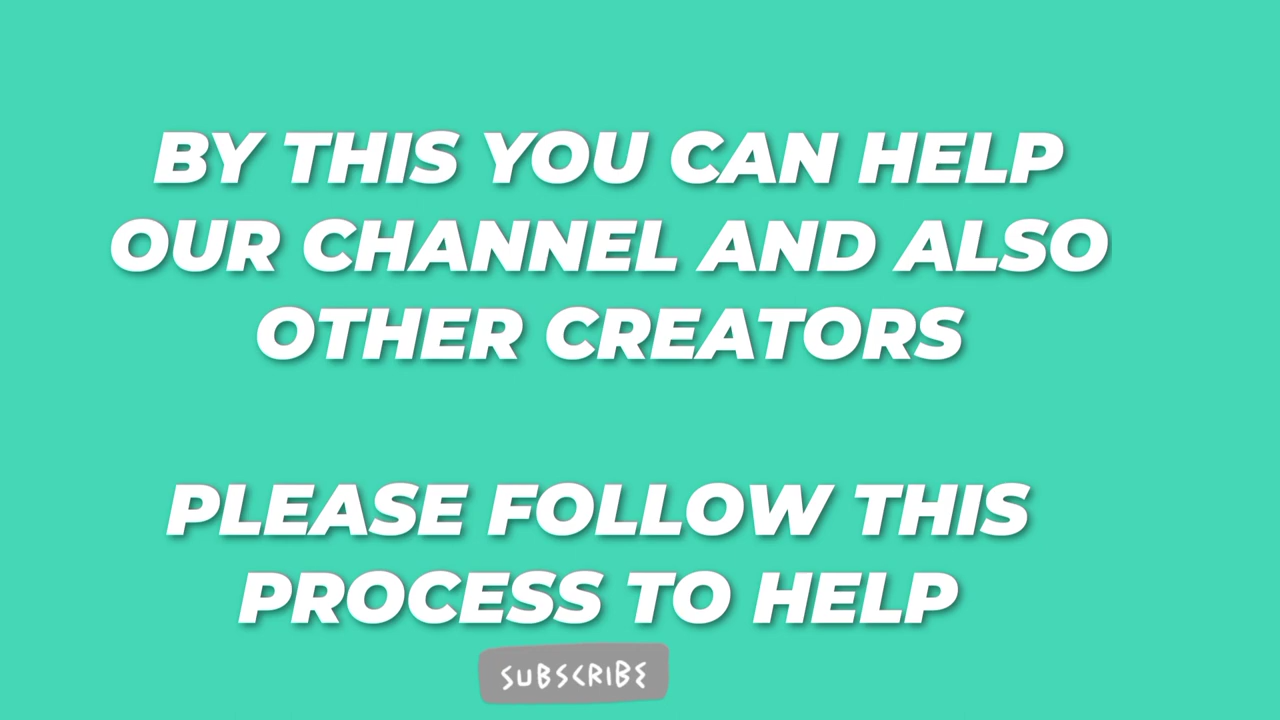 BY THIS YOU CAN HELP
OUR CHANNEL AND ALSO
OTHER CREATORS
PLEASE FOLLOW THIS
PROCESS TO HELP
SUBSCRIBE